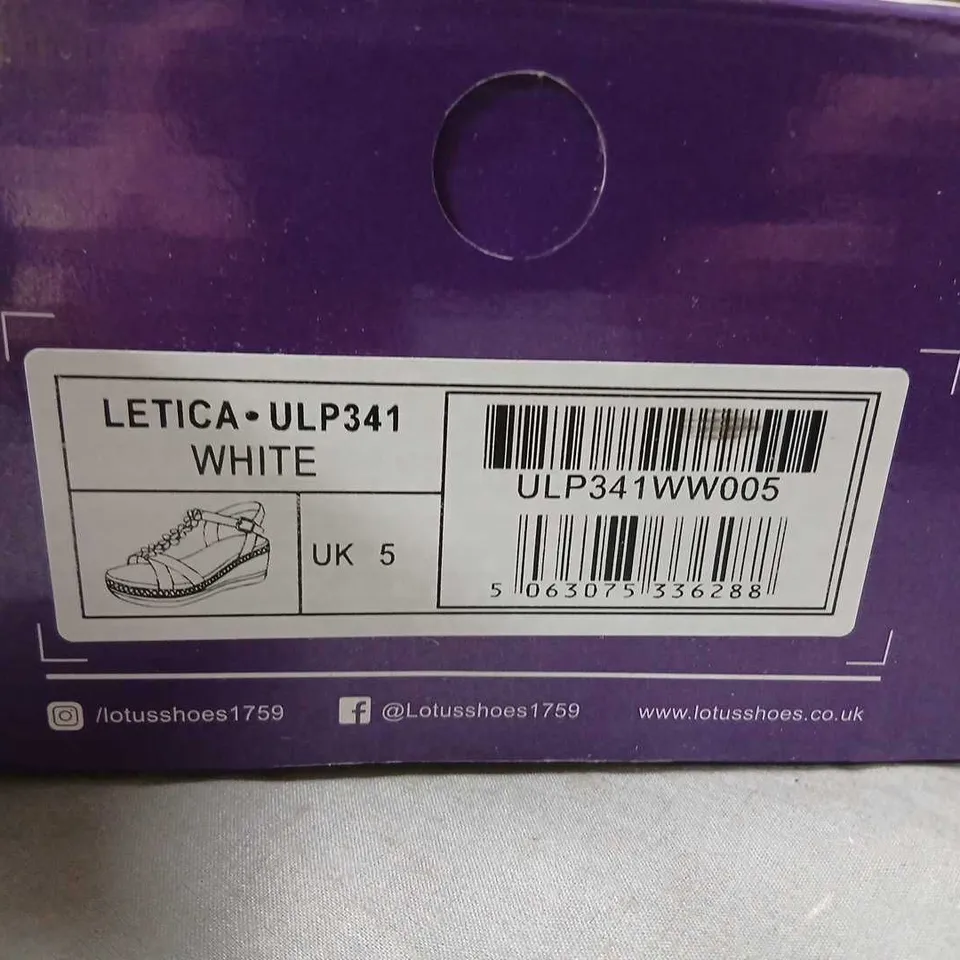 LETICA • ULP341
WHITE
UK 5
ULP341WW005
5 063075 336288
/lotusshoes1759
@Lotusshoes1759
www.lotusshoes.co.uk